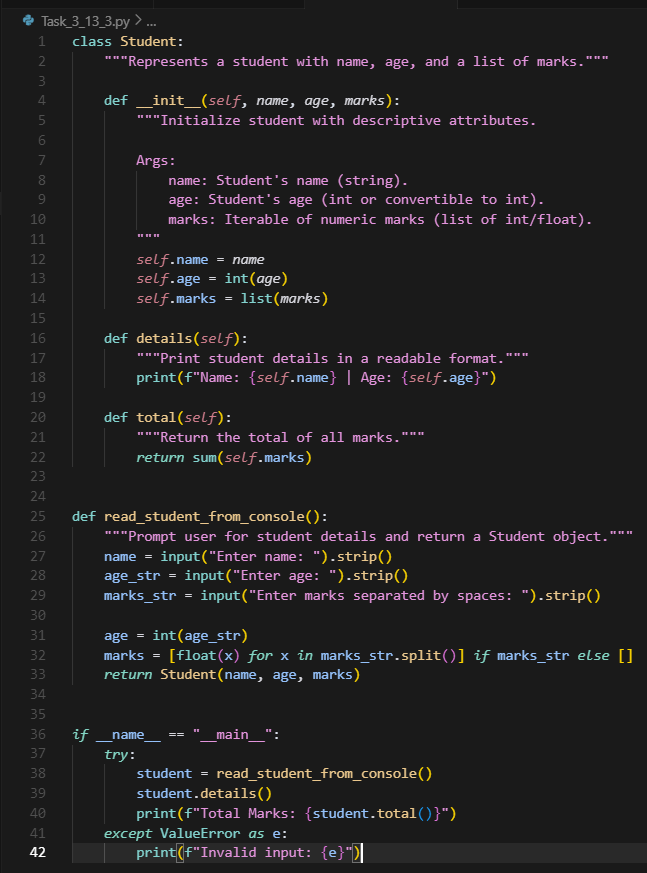 Task_3_13_3.py > ...
1 class Student:
2     """Represents a student with name, age, and a list of marks."""
3
4     def __init__(self, name, age, marks):
5         """Initialize student with descriptive attributes.
6
7         Args:
8             name: Student's name (string).
9             age: Student's age (int or convertible to int).
10             marks: Iterable of numeric marks (list of int/float).
11         """
12         self.name = name
13         self.age = int(age)
14         self.marks = list(marks)
15
16     def details(self):
17         """Print student details in a readable format."""
18         print(f"Name: {self.name} | Age: {self.age}")
19
20     def total(self):
21         """Return the total of all marks."""
22         return sum(self.marks)
23
24
25 def read_student_from_console():
26     """Prompt user for student details and return a Student object."""
27     name = input("Enter name: ").strip()
28     age_str = input("Enter age: ").strip()
29     marks_str = input("Enter marks separated by spaces: ").strip()
30
31     age = int(age_str)
32     marks = [float(x) for x in marks_str.split()] if marks_str else []
33     return Student(name, age, marks)
34
35
36 if __name__ == "__main__":
37     try:
38         student = read_student_from_console()
39         student.details()
40         print(f"Total Marks: {student.total()}")
41     except ValueError as e:
42         print(f"Invalid input: {e}")